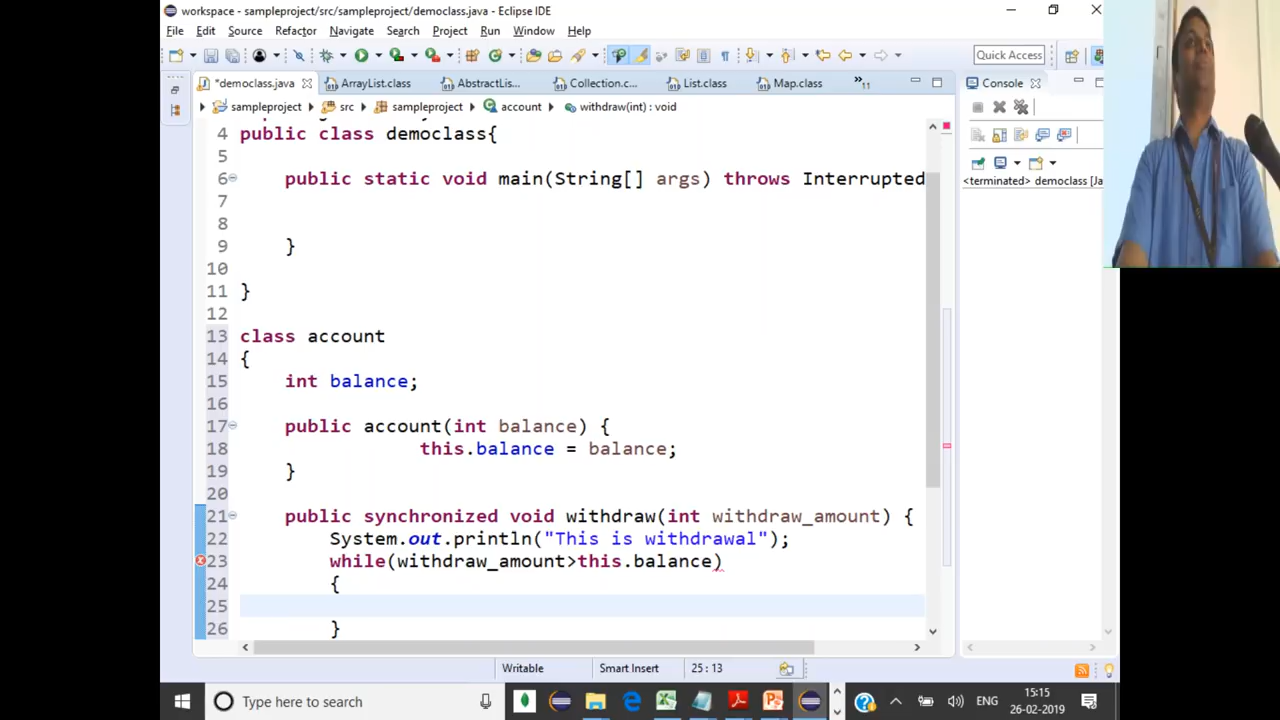 workspace - sampleproject/src/sampleproject/democlass.java - Eclipse IDE
File Edit Source Refactor Navigate Search Project Run Window Help
Quick Access
*democlass.java ArrayList.class AbstractLis... Collection.c... List.class Map.class »11 Console
sampleproject src sampleproject account withdraw(int) : void
<terminated> democlass [Ja
4 public class democlass{
5
6 public static void main(String[] args) throws Interrupted
7
8
9 }
10
11 }
12
13 class account
14 {
15 int balance;
16
17 public account(int balance) {
18 this.balance = balance;
19 }
20
21 public synchronized void withdraw(int withdraw_amount) {
22 System.out.println("This is withdrawal");
23 while(withdraw_amount>this.balance)
24 {
25
26 }
Writable Smart Insert 25 : 13
Type here to search
ENG
15:15
26-02-2019